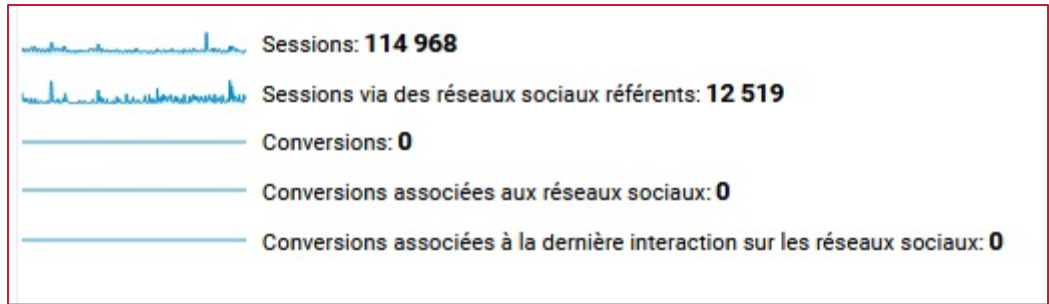 Sessions: 114 968
Sessions via des réseaux sociaux référents: 12 519
Conversions: 0
Conversions associées aux réseaux sociaux: 0
Conversions associées à la dernière interaction sur les réseaux sociaux: 0